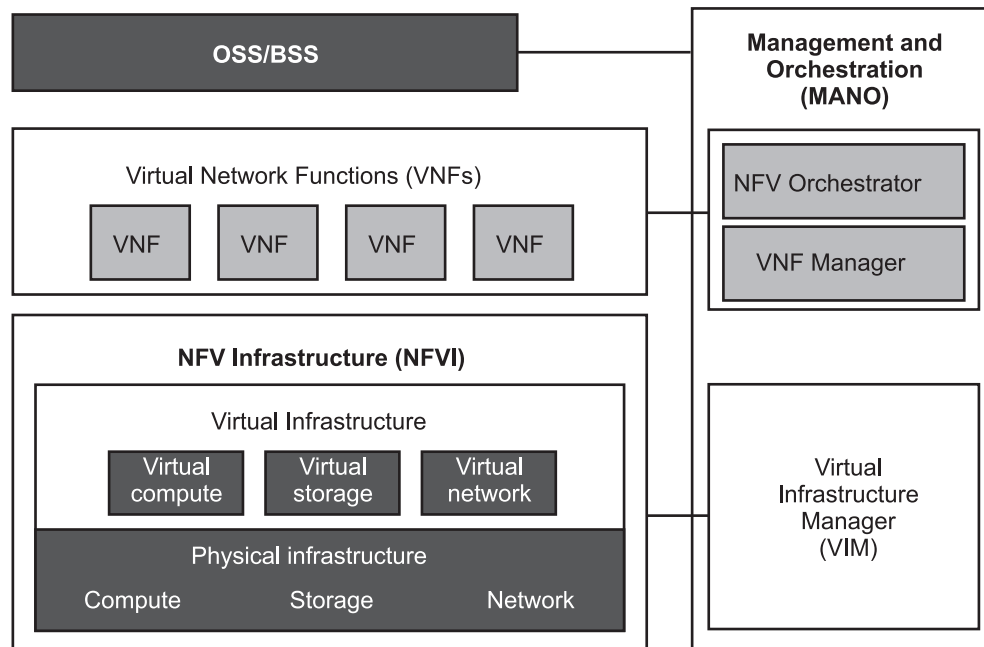 OSS/BSS
Management and
Orchestration
(MANO)
Virtual Network Functions (VNFs)
VNF
VNF
VNF
VNF
NFV Orchestrator
VNF Manager
NFV Infrastructure (NFVI)
Virtual Infrastructure
Virtual
compute
Virtual
storage
Virtual
network
Physical infrastructure
Compute
Storage
Network
Virtual
Infrastructure
Manager
(VIM)